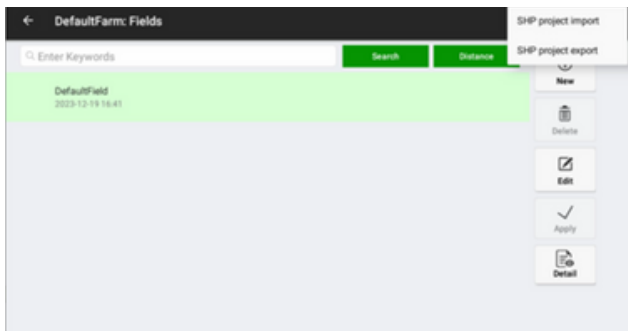 DefaultFarm: Fields
SHP project import
SHP project export
Enter Keywords
Search
Distance
DefaultField
2023-12-19 16:41
New
Delete
Edit
Apply
Detail